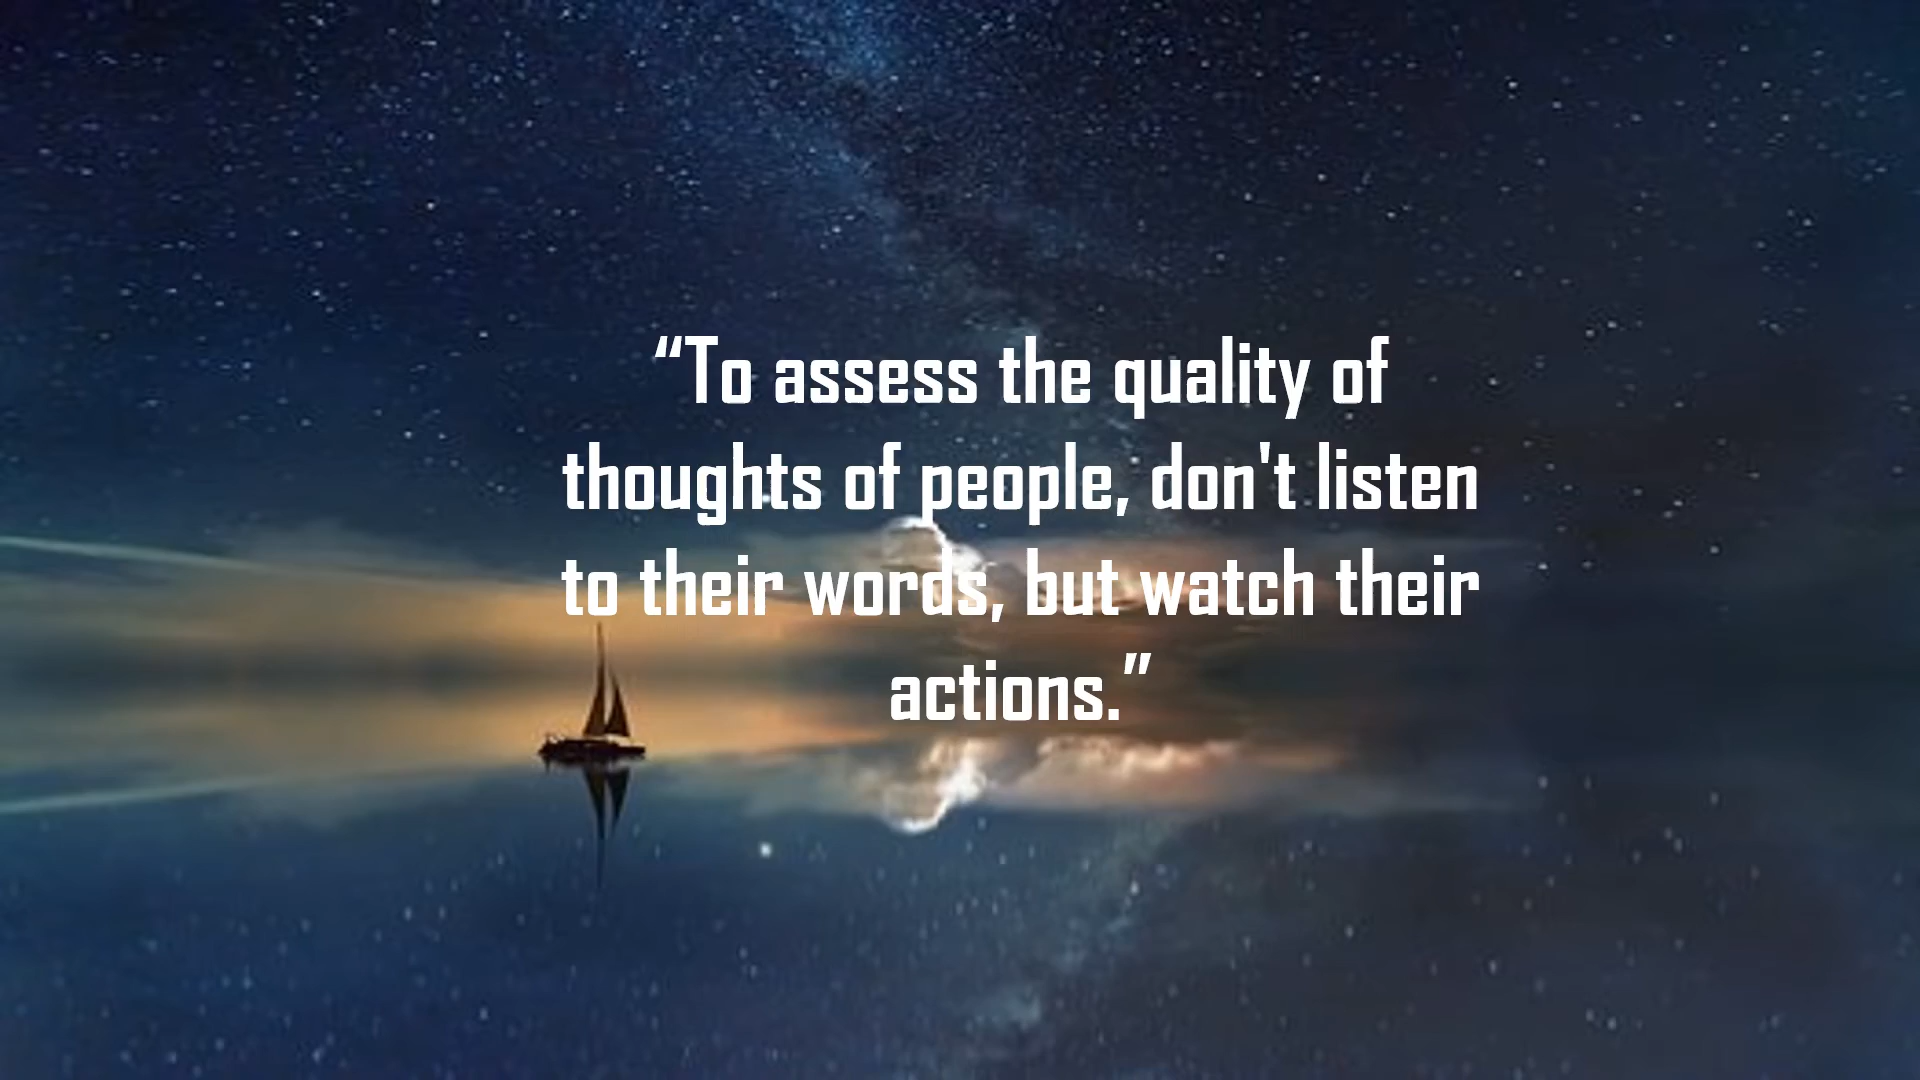 “To assess the quality of
thoughts of people, don't listen
to their words, but watch their
actions.”